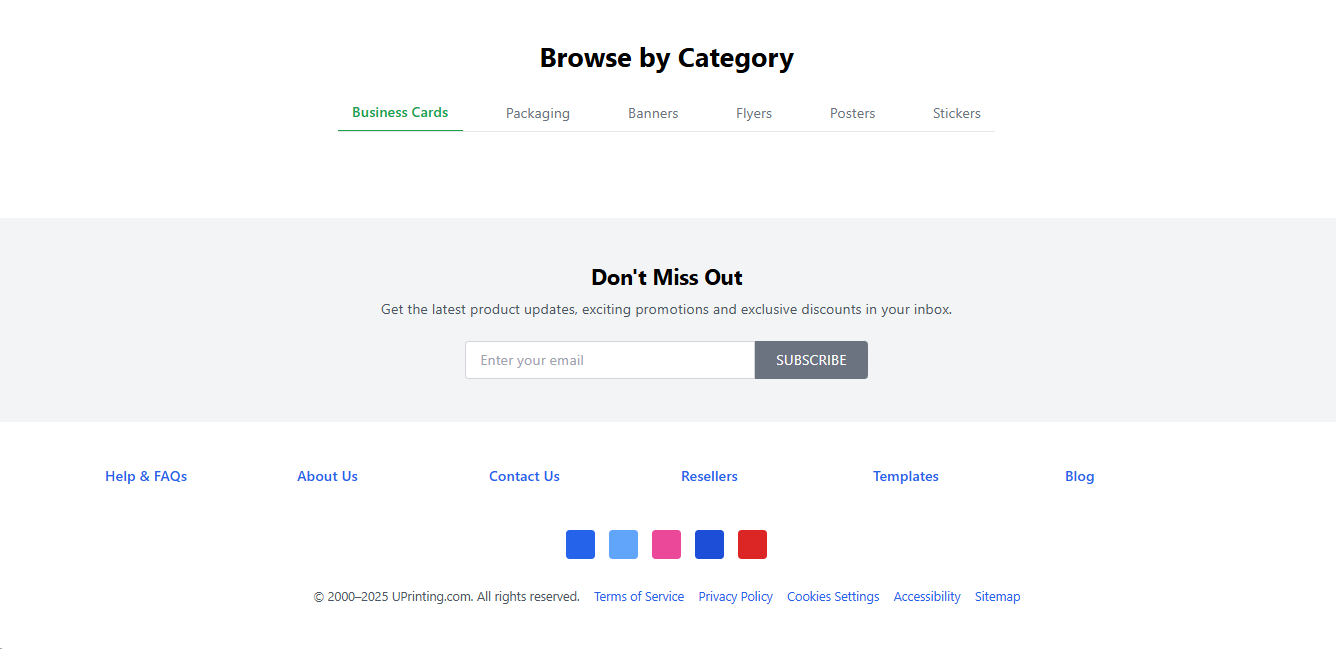 Browse by Category
Business Cards Packaging Banners Flyers Posters Stickers
Don't Miss Out
Get the latest product updates, exciting promotions and exclusive discounts in your inbox.
Enter your email SUBSCRIBE
Help & FAQs About Us Contact Us Resellers Templates Blog
© 2000–2025 UPrinting.com. All rights reserved. Terms of Service Privacy Policy Cookies Settings Accessibility Sitemap